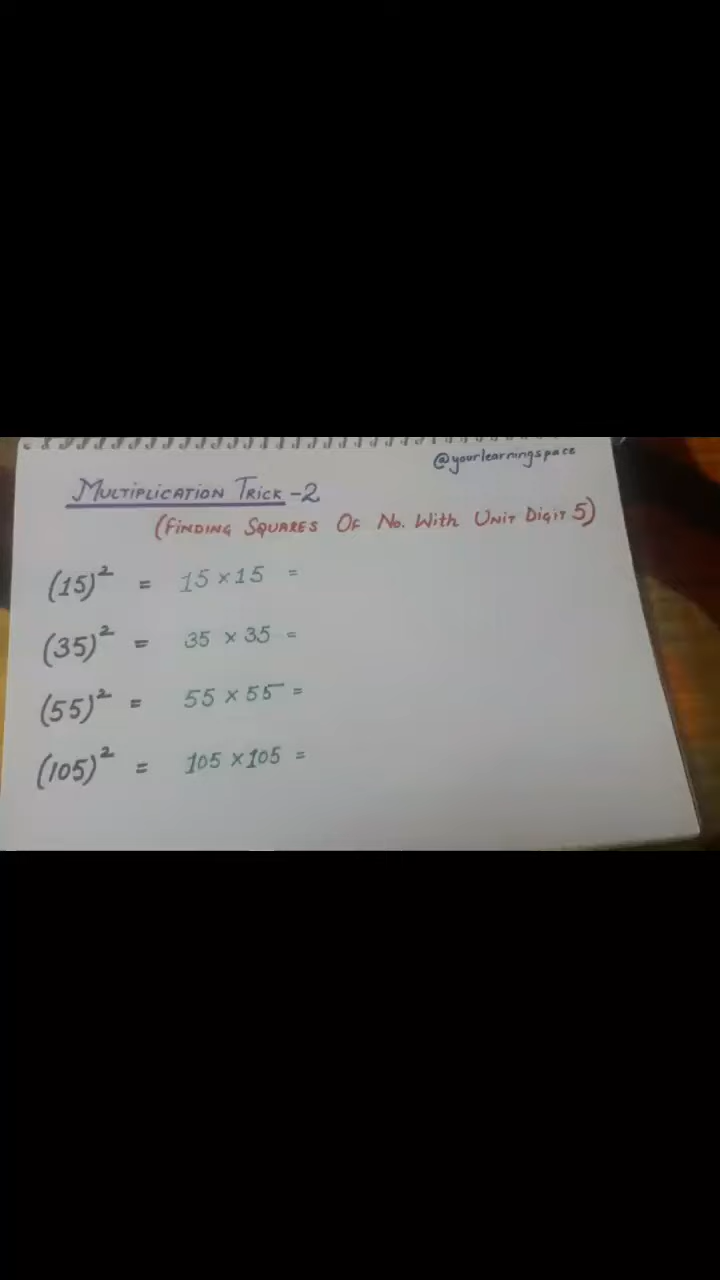 @yourlearningspace
MULTIPLICATION TRICK -2
(FINDING SQUARES OF No. With UNIT DIGIT 5)
(15)² = 15 × 15 =
(35)² = 35 × 35 =
(55)² = 55 × 55 =
(105)² = 105 × 105 =